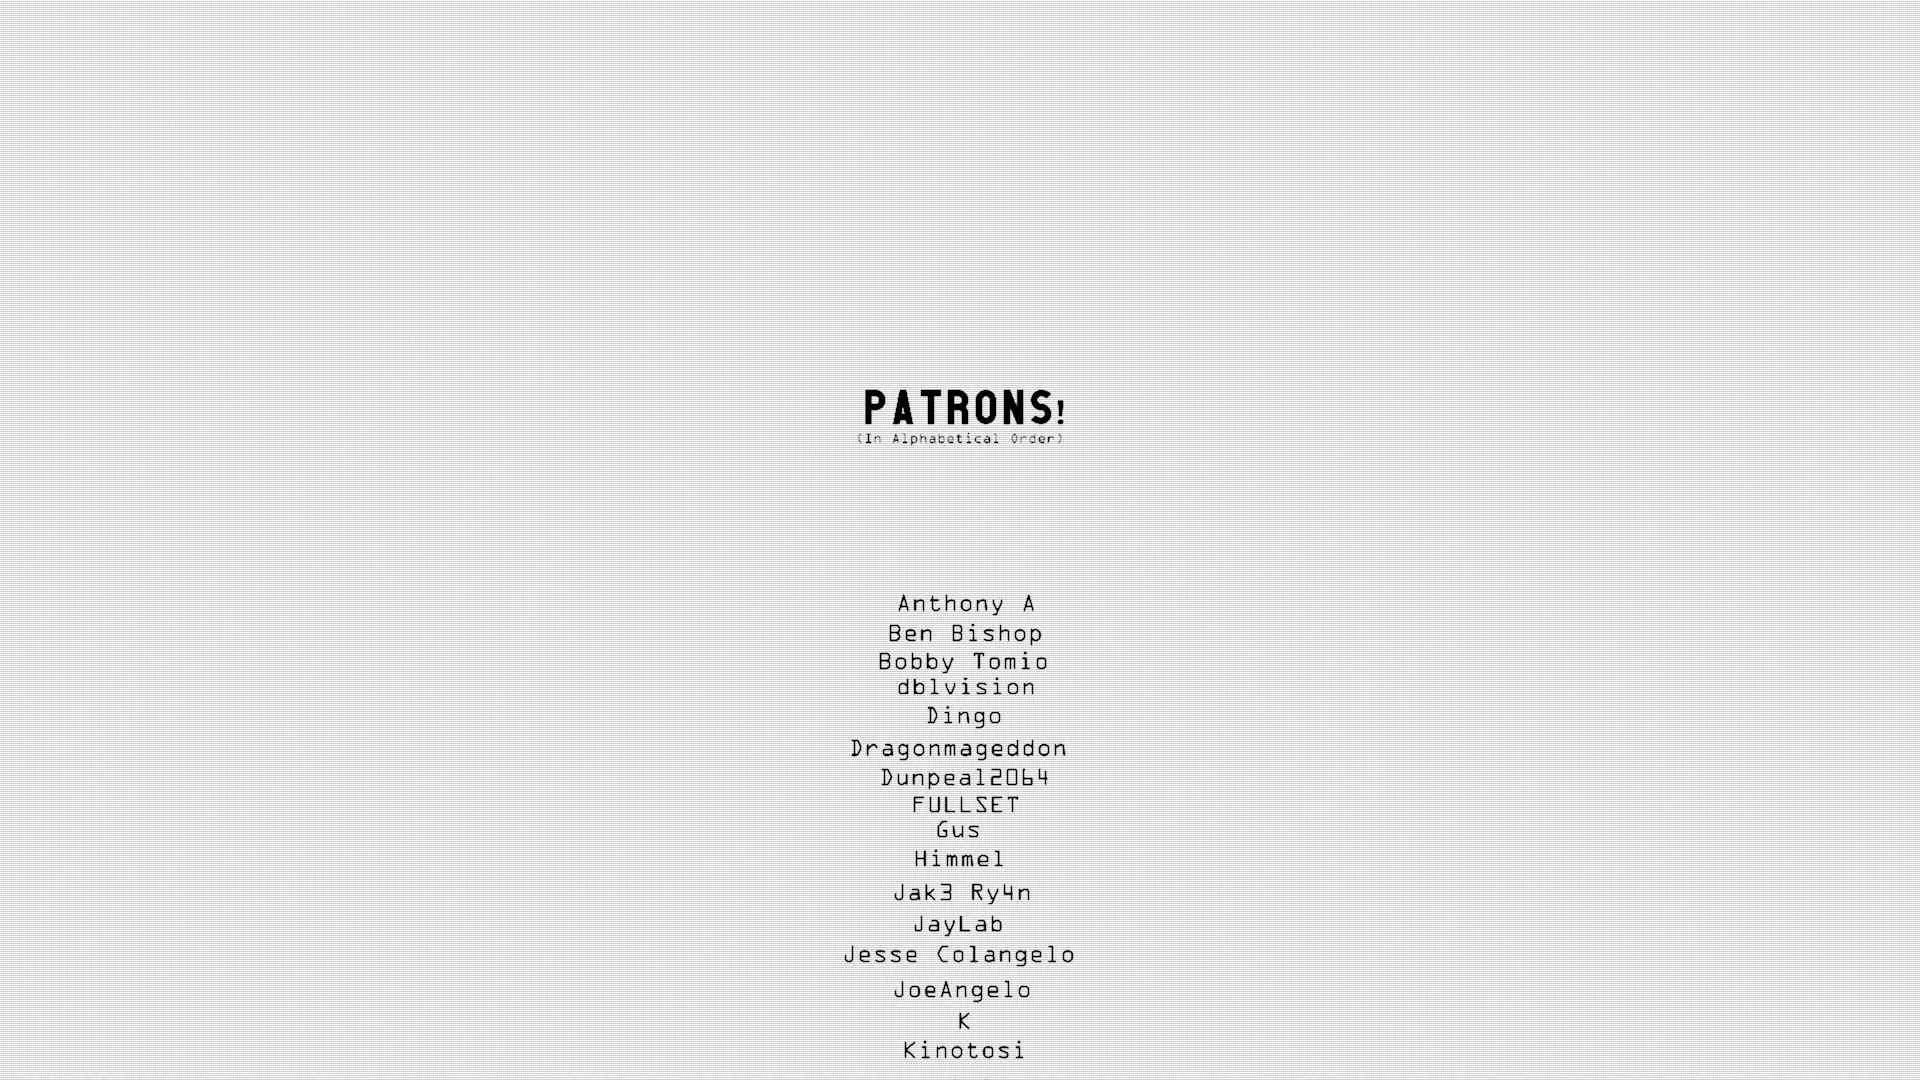 PATRONS!
(In Alphabetical Order)
Anthony A
Ben Bishop
Bobby Tomio
dblvision
Dingo
Dragonmageddon
Dunpeal2064
FULLSET
Gus
Himmel
Jak3 Ry4n
JayLab
Jesse Colangelo
JoeAngelo
K
Kinotosi